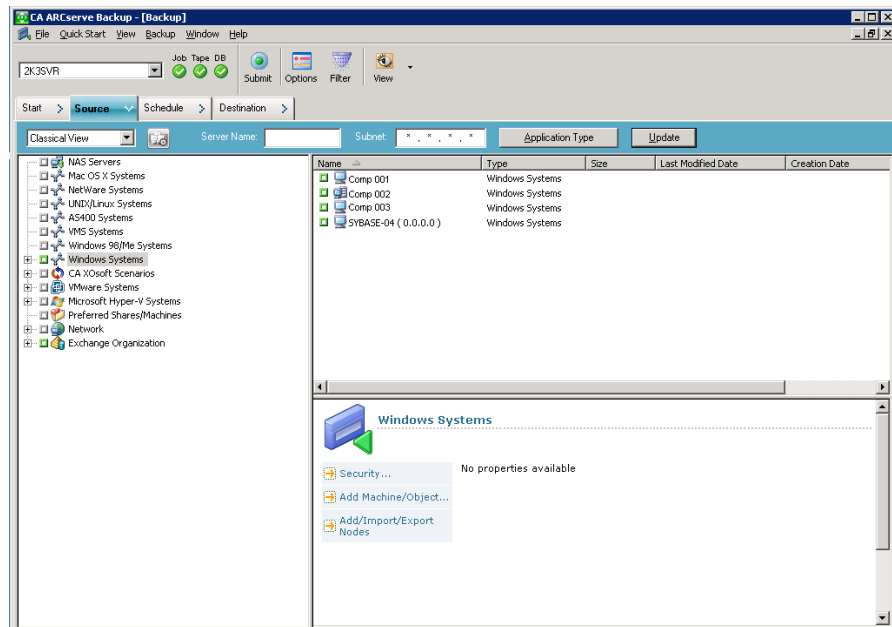 CA ARCserve Backup - [Backup]
File Quick Start View Backup Window Help
2K3SVR
Job Tape DB
Submit Options Filter View
Start Source Schedule Destination
Classical View Server Name: Subnet: * . * . * . * Application Type Update
NAS Servers
Mac OS X Systems
NetWare Systems
UNIX/Linux Systems
AS400 Systems
VMS Systems
Windows 98/Me Systems
Windows Systems
CA XOsoft Scenarios
VMware Systems
Microsoft Hyper-V Systems
Preferred Shares/Machines
Network
Exchange Organization
Name Type Size Last Modified Date Creation Date
Comp 001 Windows Systems
Comp 002 Windows Systems
Comp 003 Windows Systems
SYBASE-04 ( 0.0.0.0 ) Windows Systems
Windows Systems
Security...
No properties available
Add Machine/Object...
Add/Import/Export
Nodes